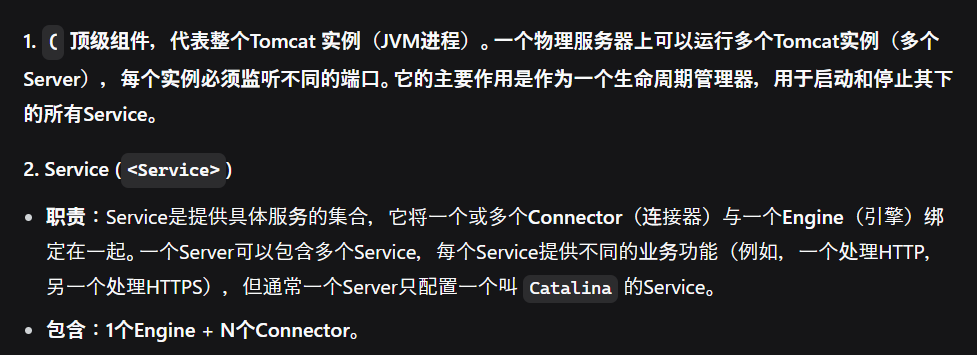 1. ( 顶级组件，代表整个Tomcat 实例（JVM进程）。一个物理服务器上可以运行多个Tomcat实例（多个
Server），每个实例必须监听不同的端口。它的主要作用是作为一个生命周期管理器，用于启动和停止其下
的所有Service。
2. Service (<Service>)
• 职责：Service是提供具体服务的集合，它将一个或多个Connector（连接器）与一个Engine（引擎）绑
定在一起。一个Server可以包含多个Service，每个Service提供不同的业务功能（例如，一个处理HTTP，
另一个处理HTTPS），但通常一个Server只配置一个叫 Catalina 的Service。
• 包含：1个Engine + N个Connector。